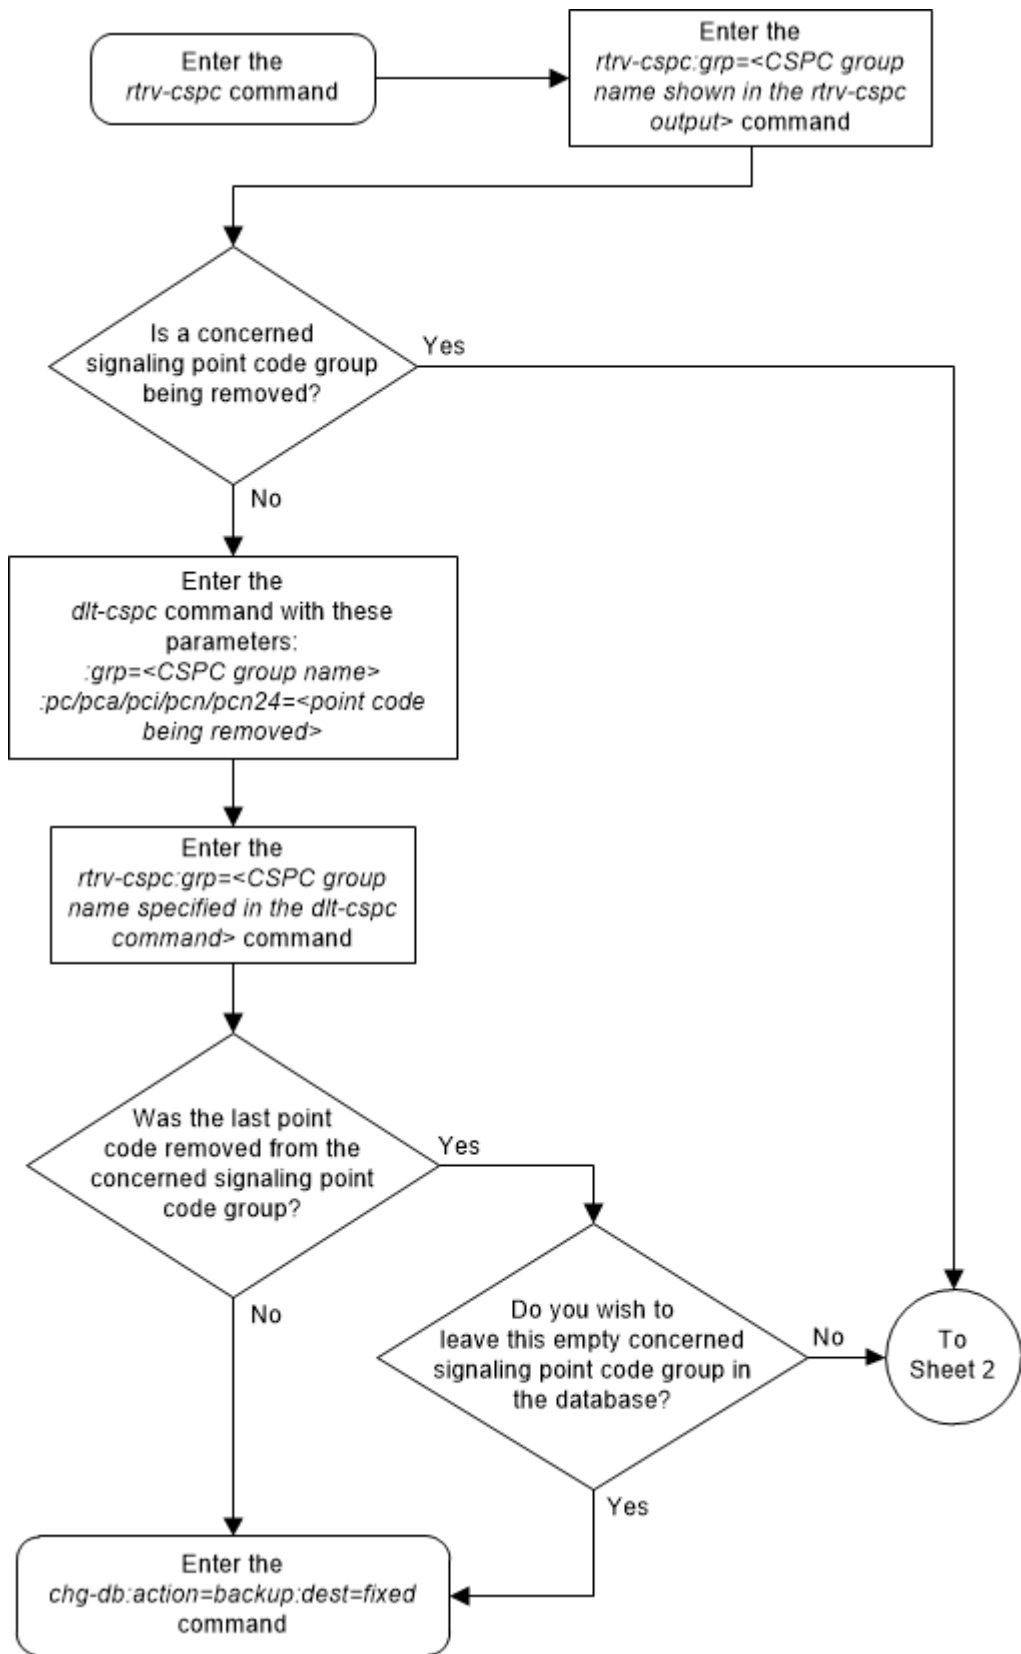 Enter the
rtrv-cspc command
Enter the
rtrv-cspc:grp=<CSPC group
name shown in the rtrv-cspc
output> command
Is a concerned
signaling point code group
being removed?
Yes
No
Enter the
dlt-cspc command with these
parameters:
:grp=<CSPC group name>
:pc/pca/pci/pcn/pcn24=<point code
being removed>
Enter the
rtrv-cspc:grp=<CSPC group
name specified in the dlt-cspc
command> command
Was the last point
code removed from the
concerned signaling point
code group?
Yes
No
Do you wish to
leave this empty concerned
signaling point code group in
the database?
No
To
Sheet 2
Yes
Enter the
chg-db:action=backup:dest=fixed
command